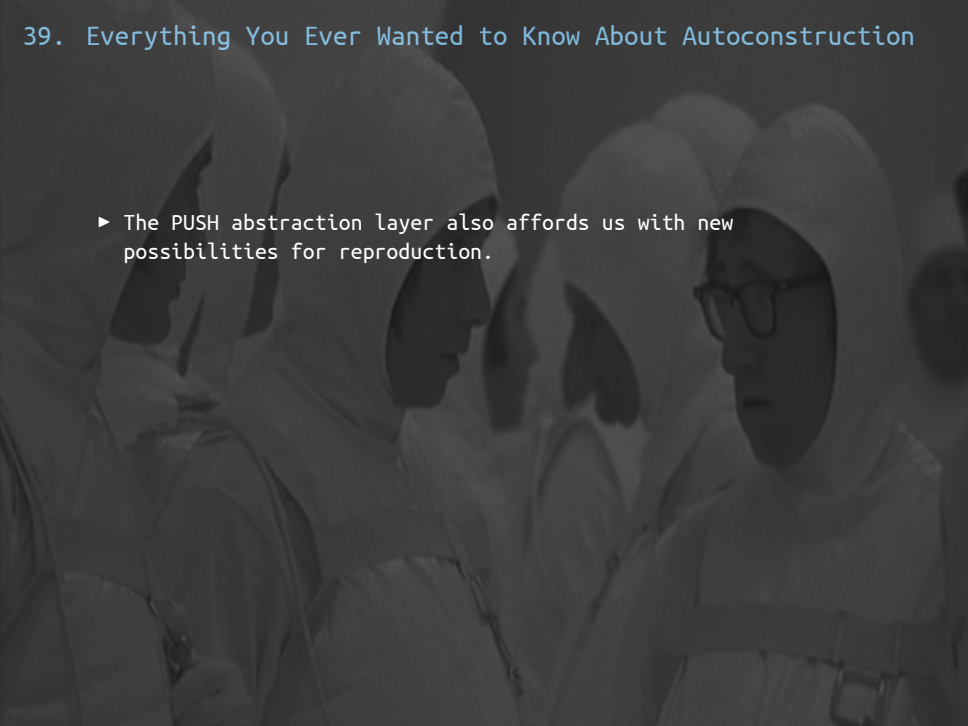 39. Everything You Ever Wanted to Know About Autoconstruction
▶ The PUSH abstraction layer also affords us with new
possibilities for reproduction.